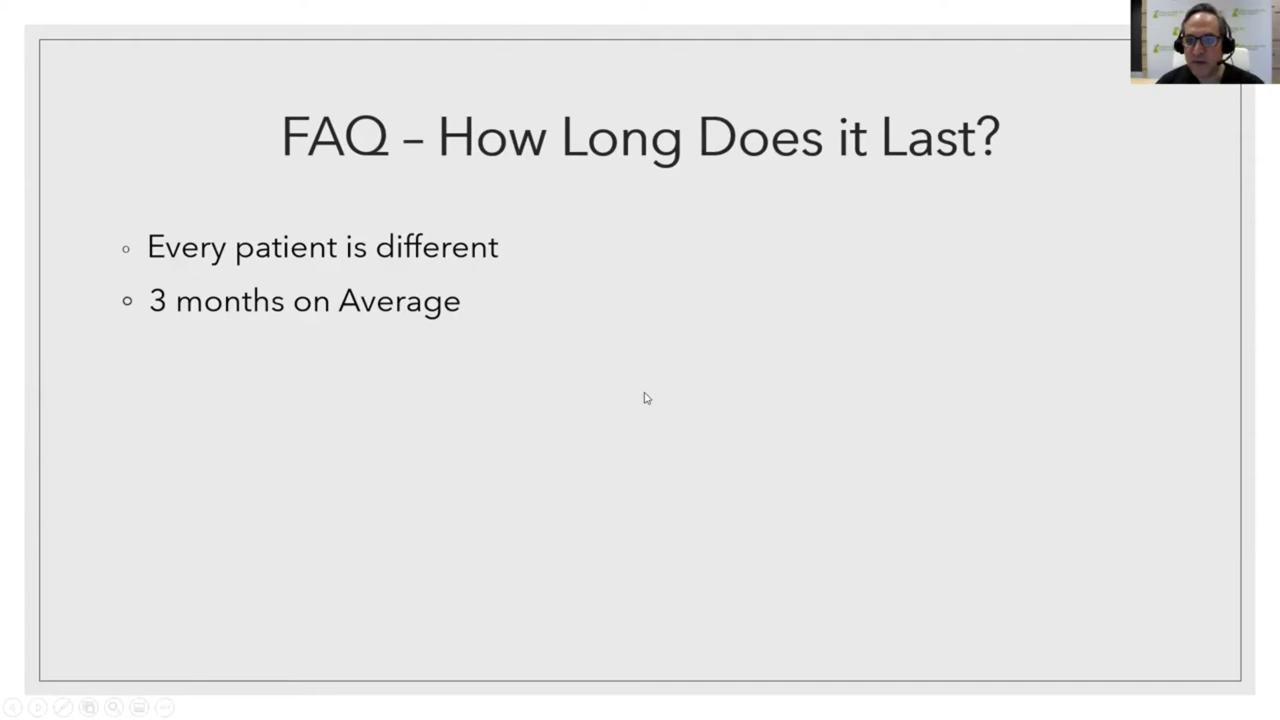 FAQ – How Long Does it Last?
Every patient is different
3 months on Average